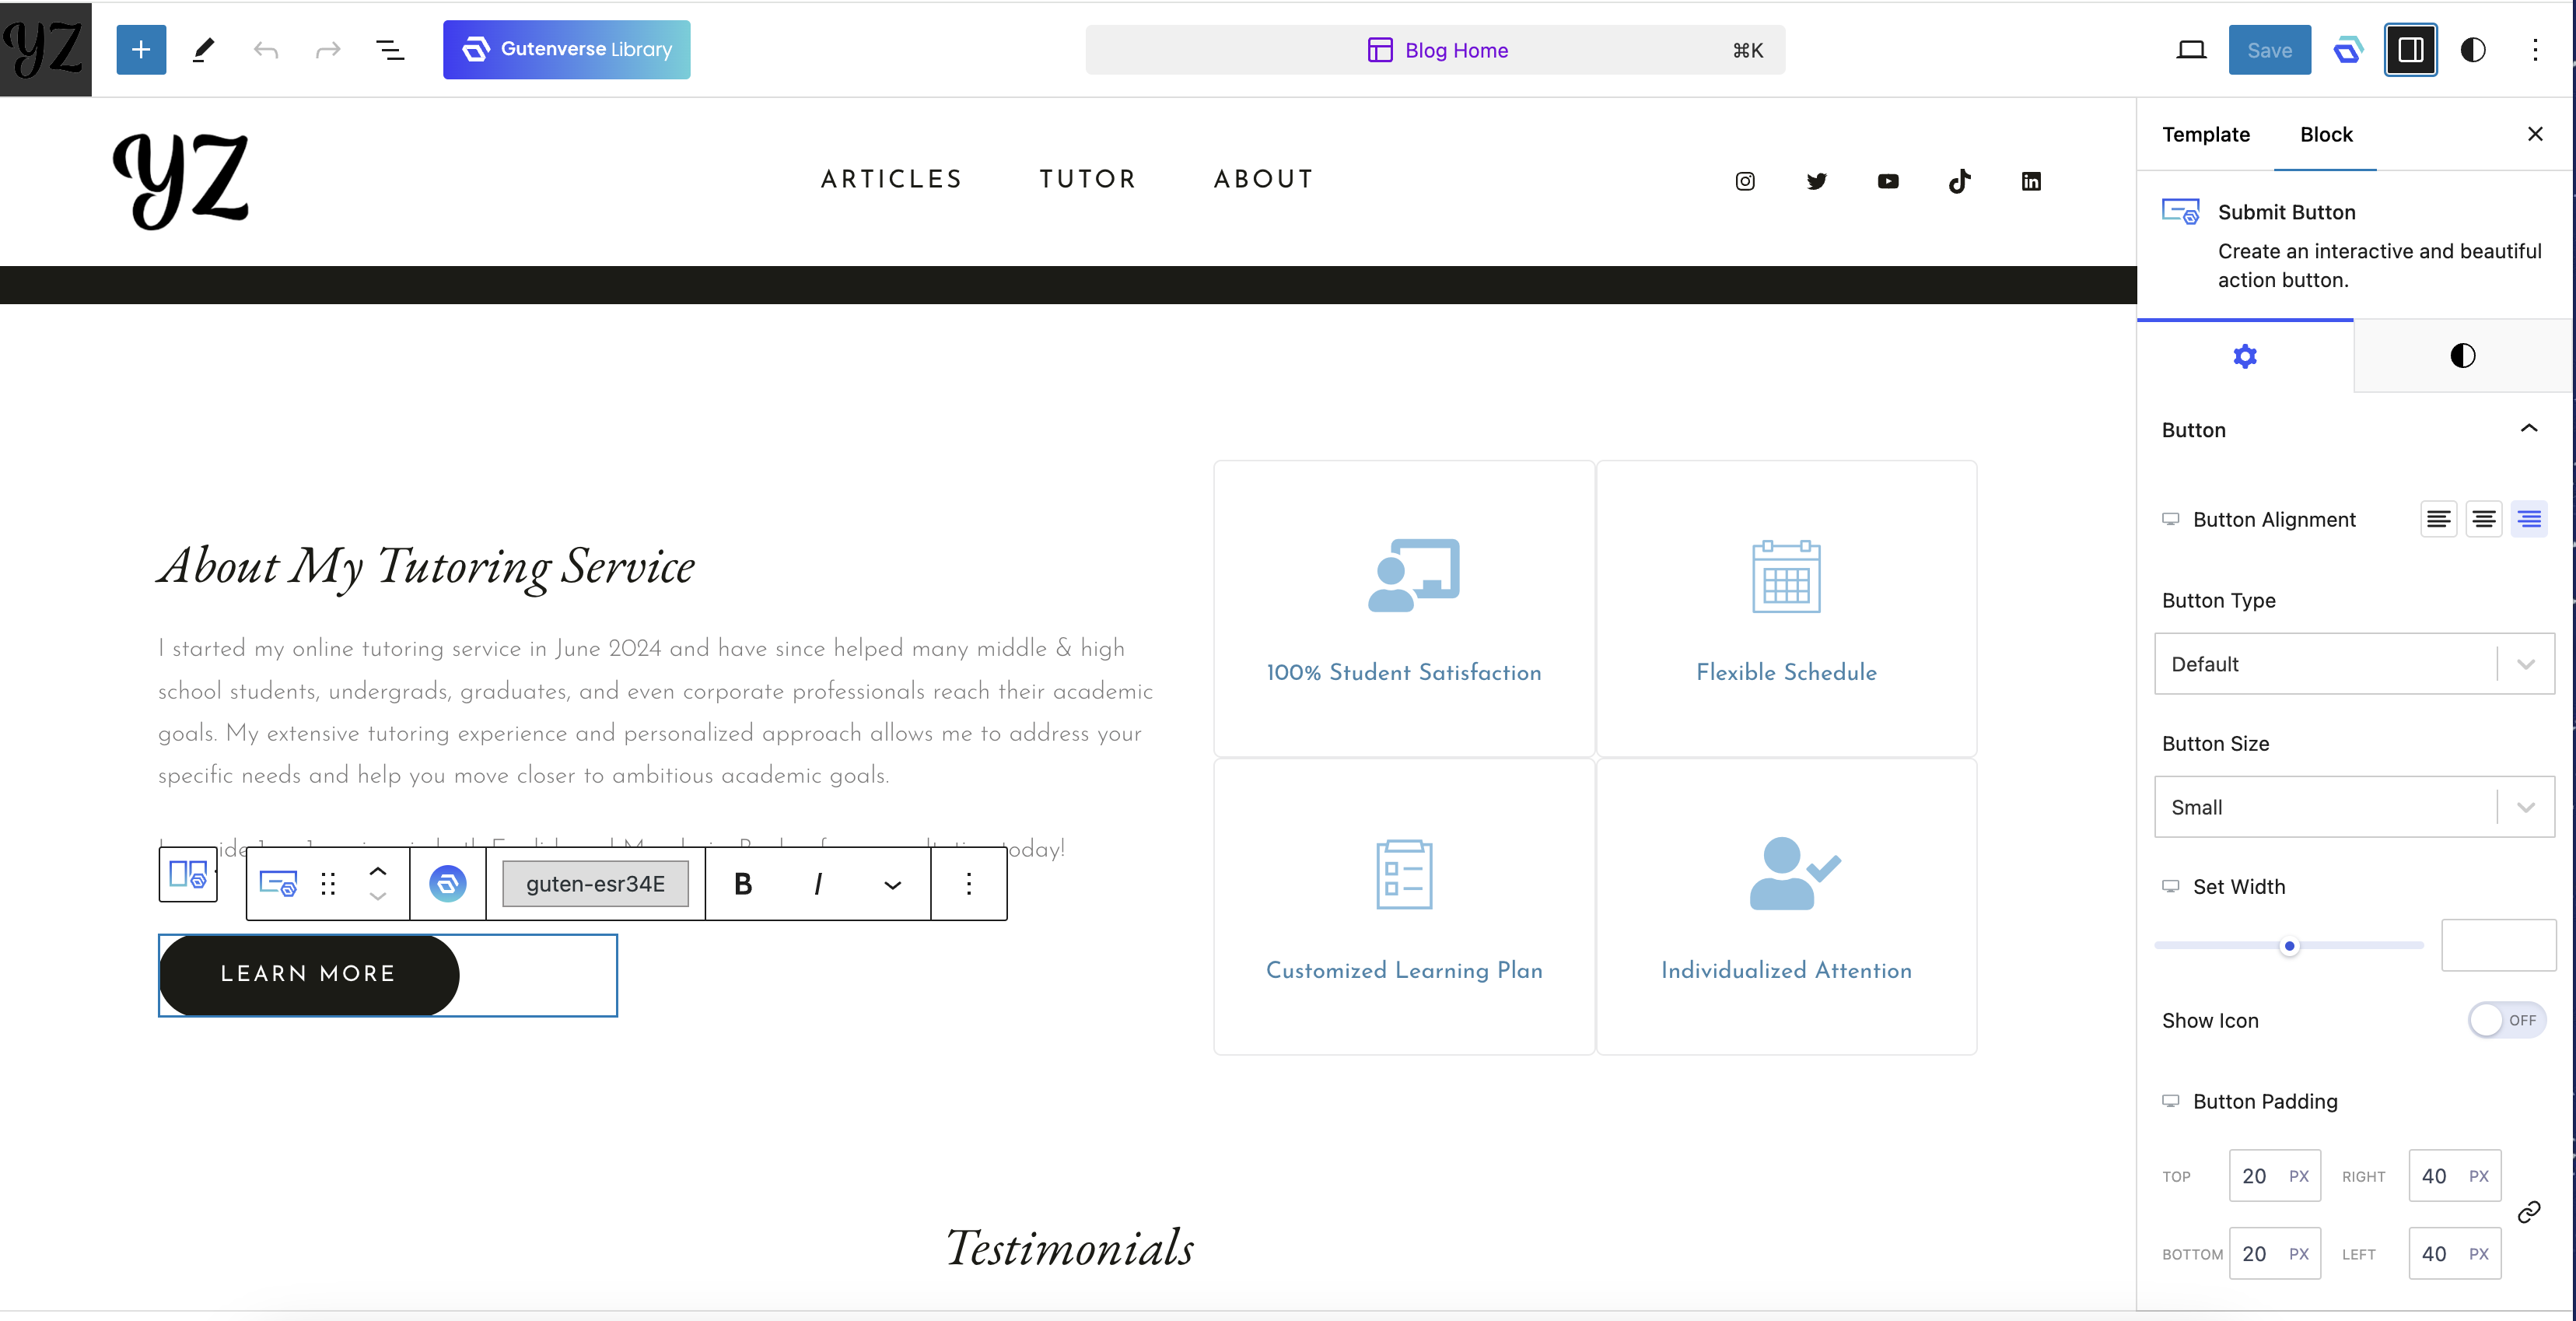 YZ
Gutenverse Library
Blog Home
⌘K
Save
YZ
ARTICLES
TUTOR
ABOUT
Template
Block
Submit Button
Create an interactive and beautiful
action button.
Button
Button Alignment
Button Type
Default
Button Size
Small
Set Width
Show Icon
OFF
Button Padding
TOP
20 PX
RIGHT
40 PX
BOTTOM
20 PX
LEFT
40 PX
About My Tutoring Service
I started my online tutoring service in June 2024 and have since helped many middle & high
school students, undergrads, graduates, and even corporate professionals reach their academic
goals. My extensive tutoring experience and personalized approach allows me to address your
specific needs and help you move closer to ambitious academic goals.
today!
guten-esr34E
B
I
LEARN MORE
100% Student Satisfaction
Flexible Schedule
Customized Learning Plan
Individualized Attention
Testimonials